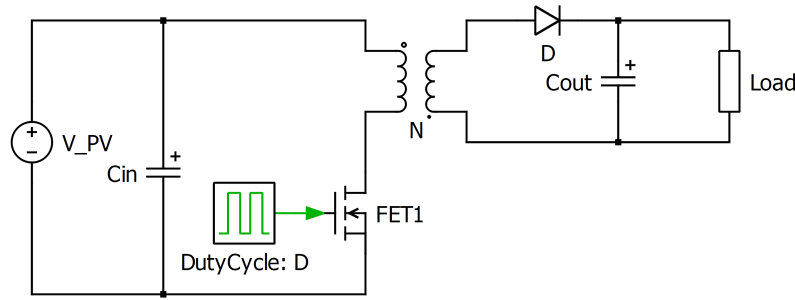 D
Cout
Load
N
V_PV
Cin
FET1
DutyCycle: D